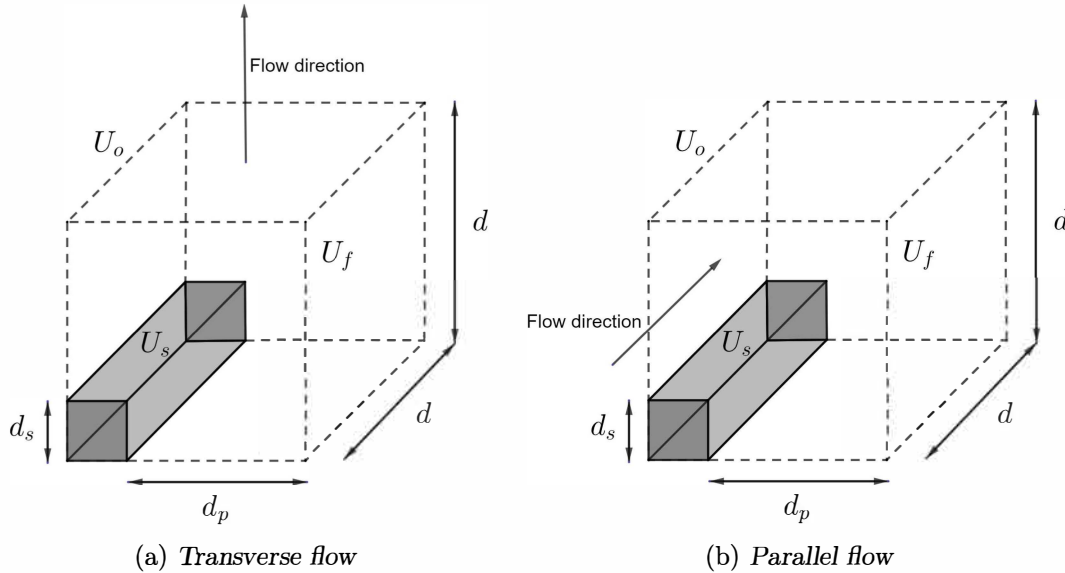 Flow direction
U_o
U_f
d
U_s
d_s
d
d_p
(a) Transverse flow
U_o
U_f
d
Flow direction
U_s
d_s
d
d_p
(b) Parallel flow